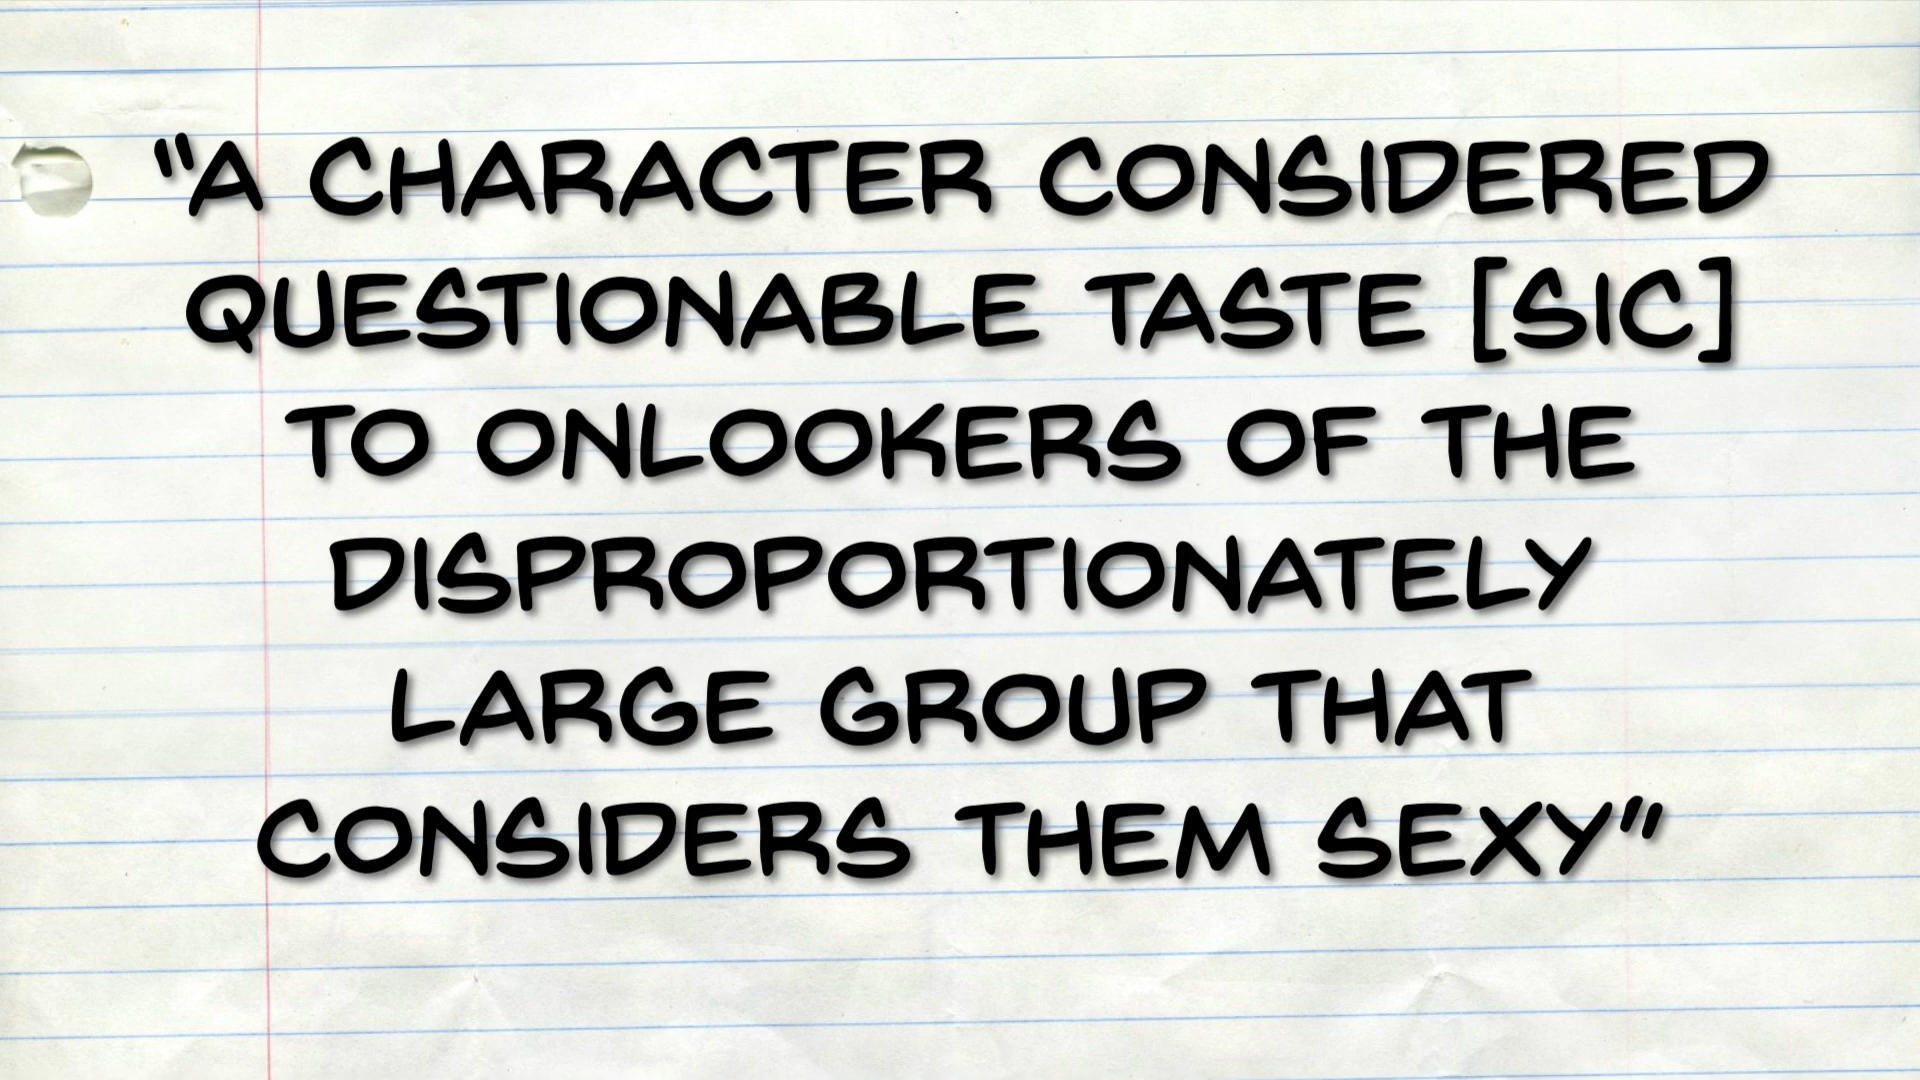 "A CHARACTER CONSIDERED
QUESTIONABLE TASTE [SIC]
TO ONLOOKERS OF THE
DISPROPORTIONATELY
LARGE GROUP THAT
CONSIDERS THEM SEXY"